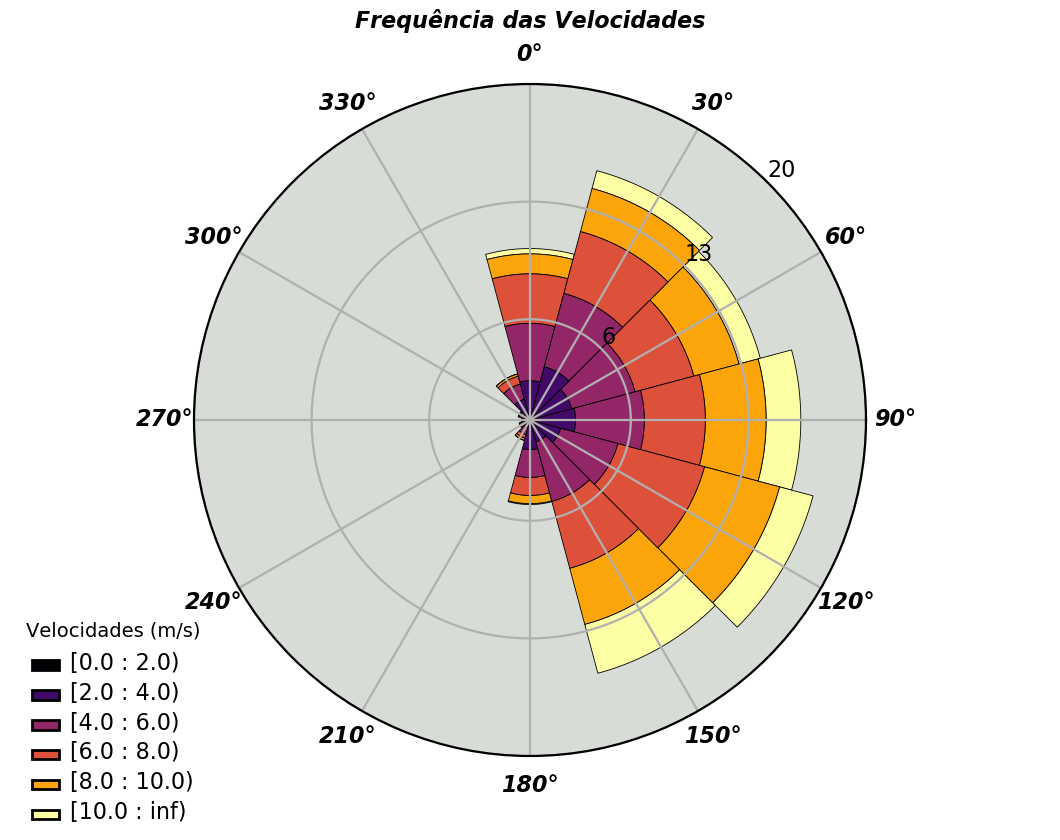 Frequência das Velocidades
0°
330°
30°
20
300°
60°
13
6
270°
90°
240°
120°
210°
150°
180°
Velocidades (m/s)
[0.0 : 2.0)
[2.0 : 4.0)
[4.0 : 6.0)
[6.0 : 8.0)
[8.0 : 10.0)
[10.0 : inf)